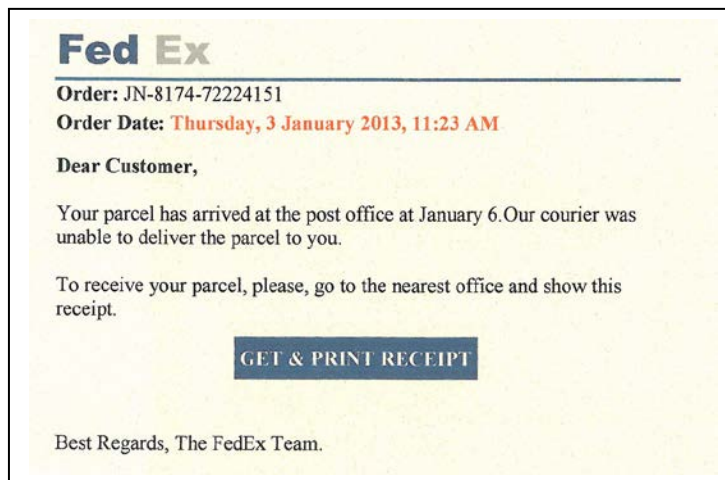 Fed Ex
Order: JN-8174-72224151
Order Date: Thursday, 3 January 2013, 11:23 AM
Dear Customer,
Your parcel has arrived at the post office at January 6.Our courier was
unable to deliver the parcel to you.
To receive your parcel, please, go to the nearest office and show this
receipt.
GET & PRINT RECEIPT
Best Regards, The FedEx Team.